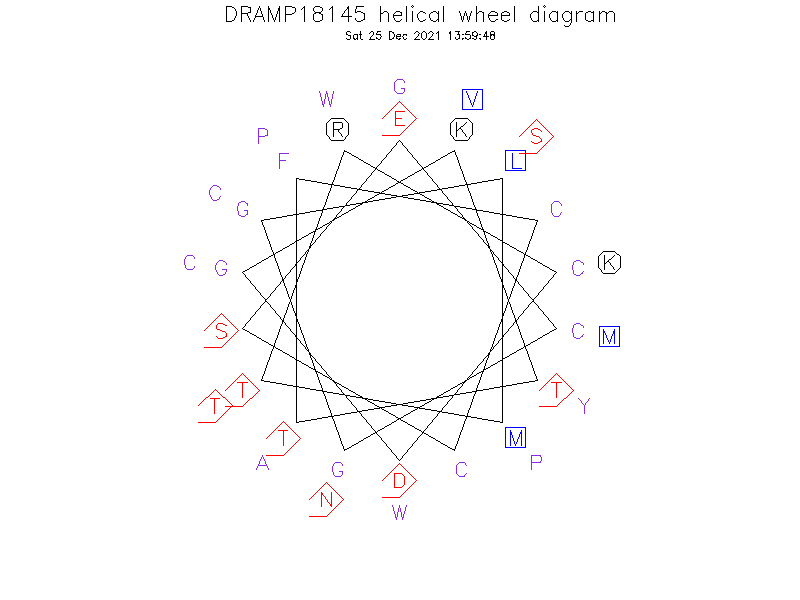 DRAMP18145 helical wheel diagram
Sat 25 Dec 2021 13:59:48
G
W V
E
R K
P S
F L
C
G C
C G C K
S C M
T T T Y
T M
A G C P
D
N
W